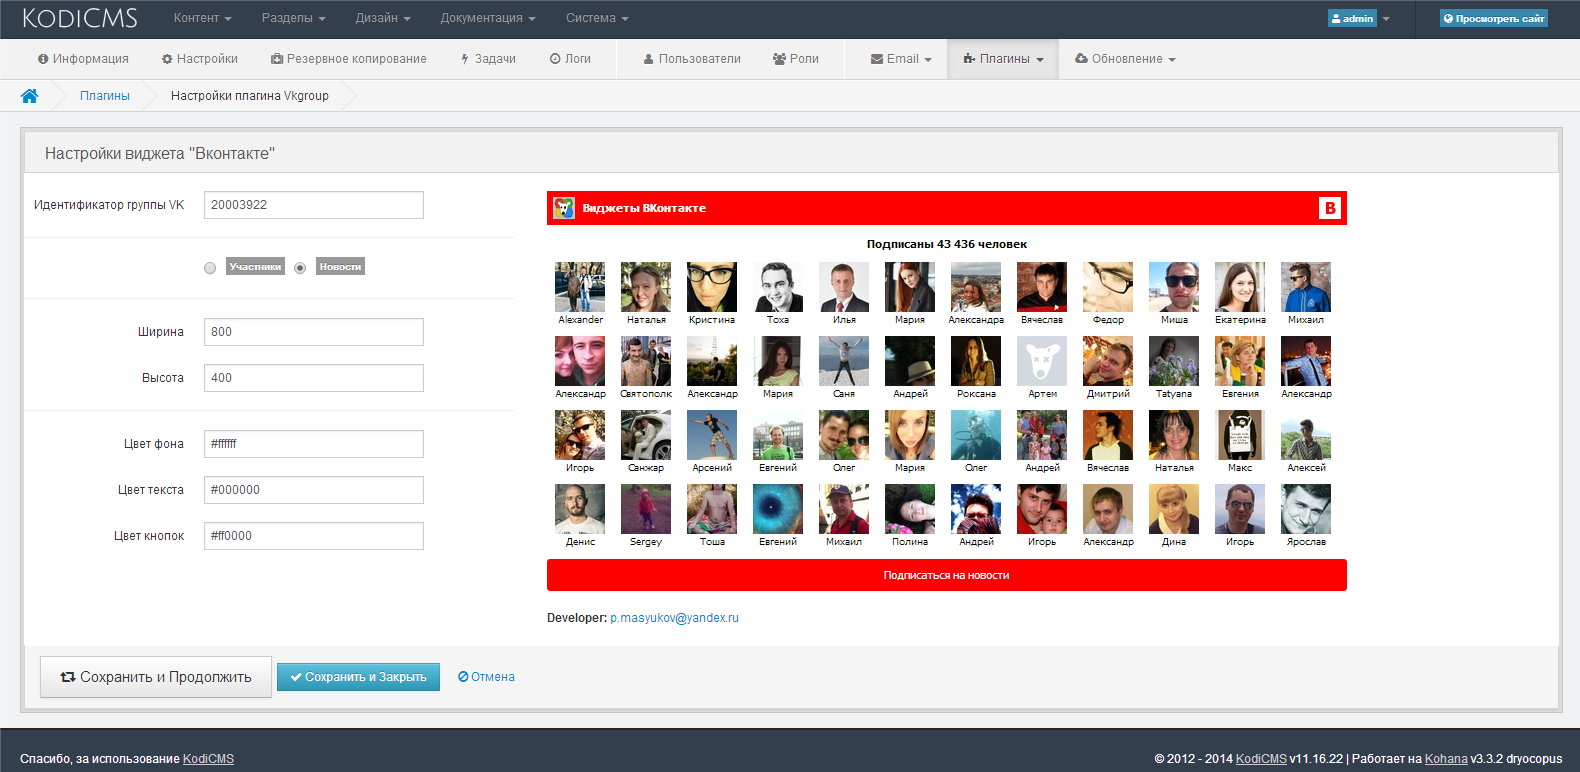 KODICMS Контент Разделы Дизайн Документация Система admin Просмотреть сайт
Информация Настройки Резервное копирование Задачи Логи Пользователи Роли Email Плагины Обновление
Плагины Настройки плагина Vkgroup
Настройки виджета "Вконтакте"
Идентификатор группы VK 20003922
Участники Новости
Ширина 800
Высота 400
Цвет фона #ffffff
Цвет текста #000000
Цвет кнопок #ff0000
Виджеты ВКонтакте B
Подписаны 43 436 человек
Alexander Наталья Кристина Тоха Илья Мария Александра Вячеслав Федор Миша Екатерина Михаил
Александр Святополк Александр Мария Саня Андрей Роксана Артем Дмитрий Tatyana Евгения Александр
Игорь Санжар Арсений Евгений Олег Мария Олег Андрей Вячеслав Наталья Макс Алексей
Денис Sergey Тоша Евгений Михаил Полина Андрей Игорь Александр Дина Игорь Ярослав
Подписаться на новости
Developer: p.masyukov@yandex.ru
Сохранить и Продолжить Сохранить и Закрыть Отмена
Спасибо, за использование KodiCMS © 2012 - 2014 KodiCMS v11.16.22 | Работает на Kohana v3.3.2 dryocopus